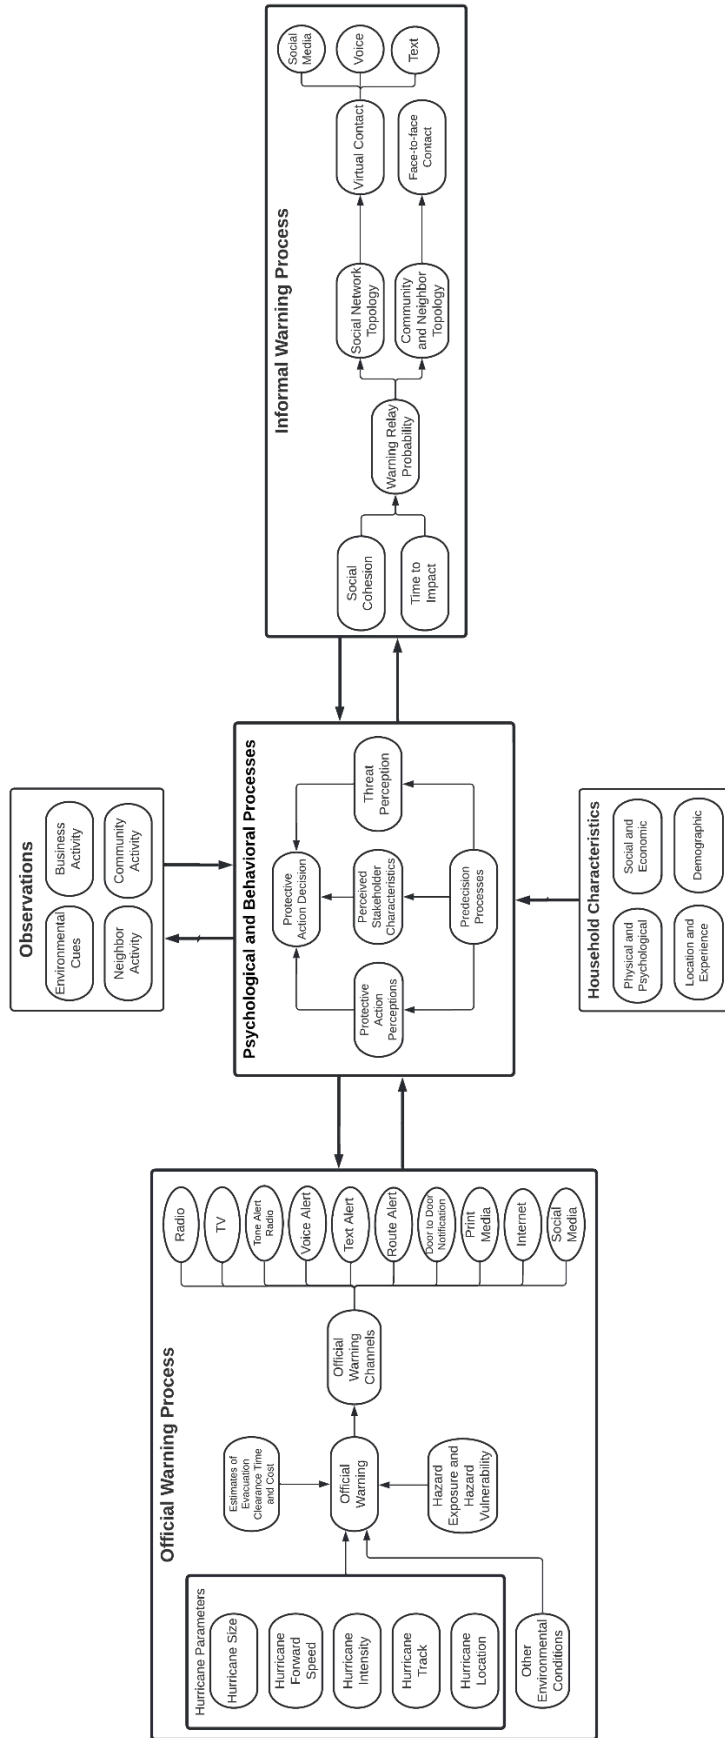 Official Warning Process
Hurricane Parameters
Hurricane Size
Hurricane
Forward
Speed
Hurricane
Intensity
Hurricane
Track
Hurricane
Location
Other
Environmental
Conditions
Estimates of
Evacuation
Clearance Time
and Cost
Official
Warning
Hazard
Exposure and
Hazard
Vulnerability
Official
Warning
Channels
Radio
TV
Tone Alert
Radio
Voice Alert
Text Alert
Route Alert
Door to Door
Notification
Print
Media
Internet
Social
Media
Observations
Environmental
Cues
Business
Activity
Neighbor
Activity
Community
Activity
Psychological and Behavioral Processes
Protective
Action Decision
Protective
Action
Perceptions
Perceived
Stakeholder
Characteristics
Threat
Perception
Predecision
Processes
Household Characteristics
Physical and
Psychological
Social and
Economic
Location and
Experience
Demographic
Informal Warning Process
Social
Cohesion
Time to
Impact
Warning Relay
Probability
Social Network
Topology
Community
and Neighbor
Topology
Virtual Contact
Face-to-face
Contact
Social
Media
Voice
Text